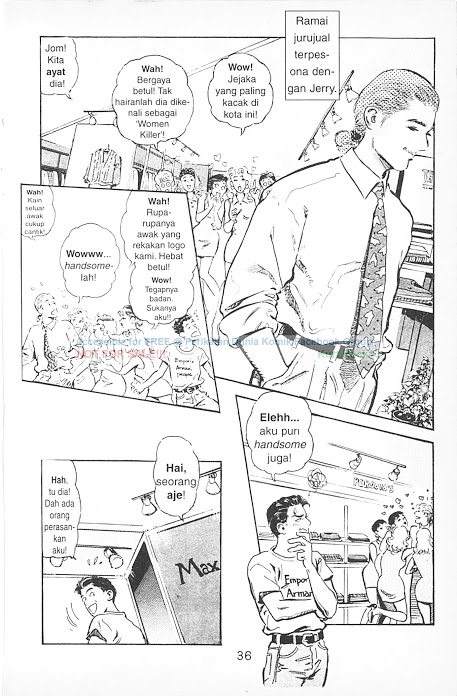 Ramai
jurujual
terpes-
ona den-
gan Jerry.
Jom!
Kita
ayat
dia!
Wah!
Bergaya
betul! Tak
hairanlah dia dike-
nali sebagai
'Women
Killer'!
Wow!
Jejaka
yang paling
kacak di
kota ini!
Wah!
Kain
seluar
awak
cukup
cantik!
Wowww...
handsome-
lah!
Wah!
Rupa-
rupanya
awak yang
rekakan logo
kami. Hebat
betul!
Wow!
Tegapnya
badan.
Sukanya
aku!!
Emporio
Armani
people
Elehh...
aku pun
handsome
juga!
Emporio
Armani
Hai,
seorang
aje!
Hah,
tu dia!
Dah ada
orang
perasan-
kan
aku!
Max
36